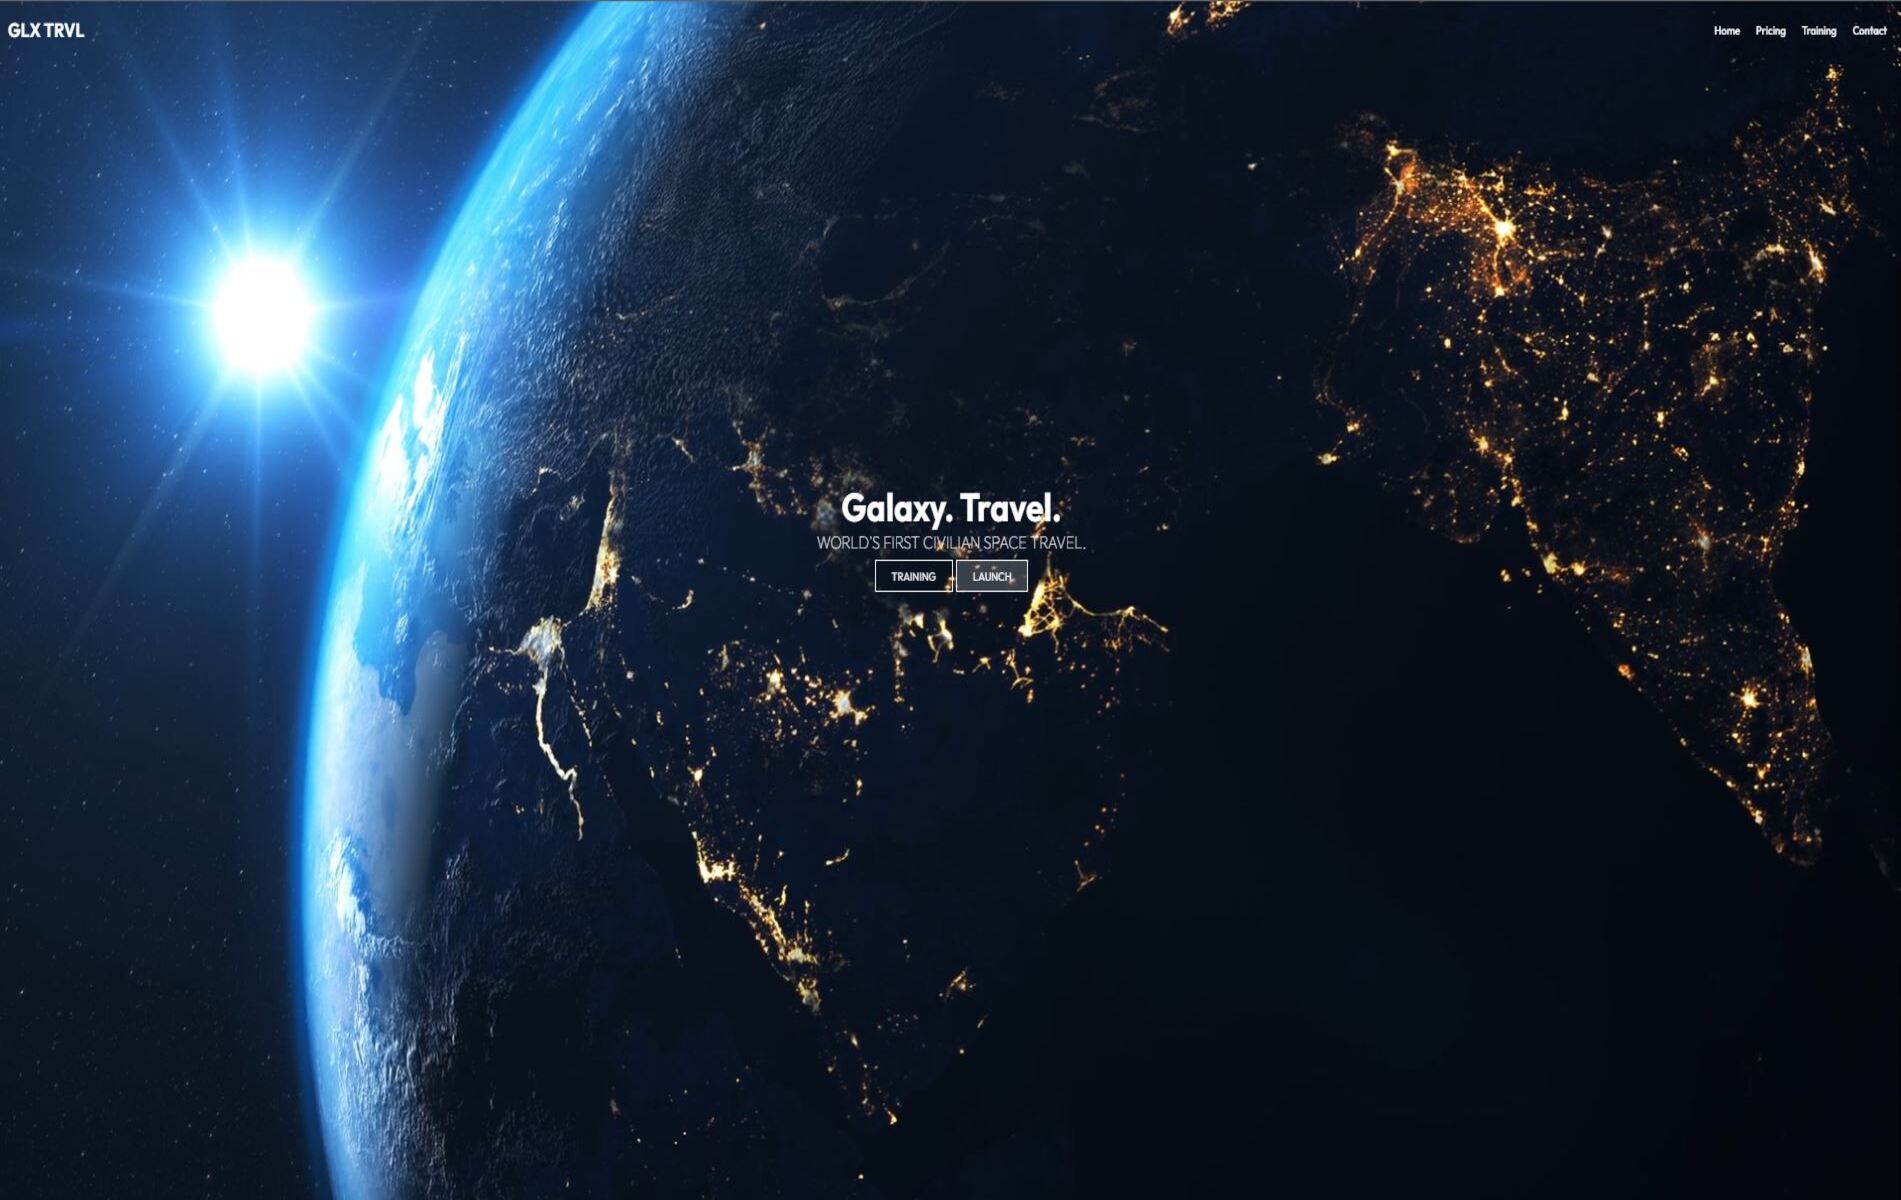 GLX TRVL
Home Pricing Training Contact
Galaxy. Travel.
WORLD'S FIRST CIVILIAN SPACE TRAVEL.
TRAINING LAUNCH